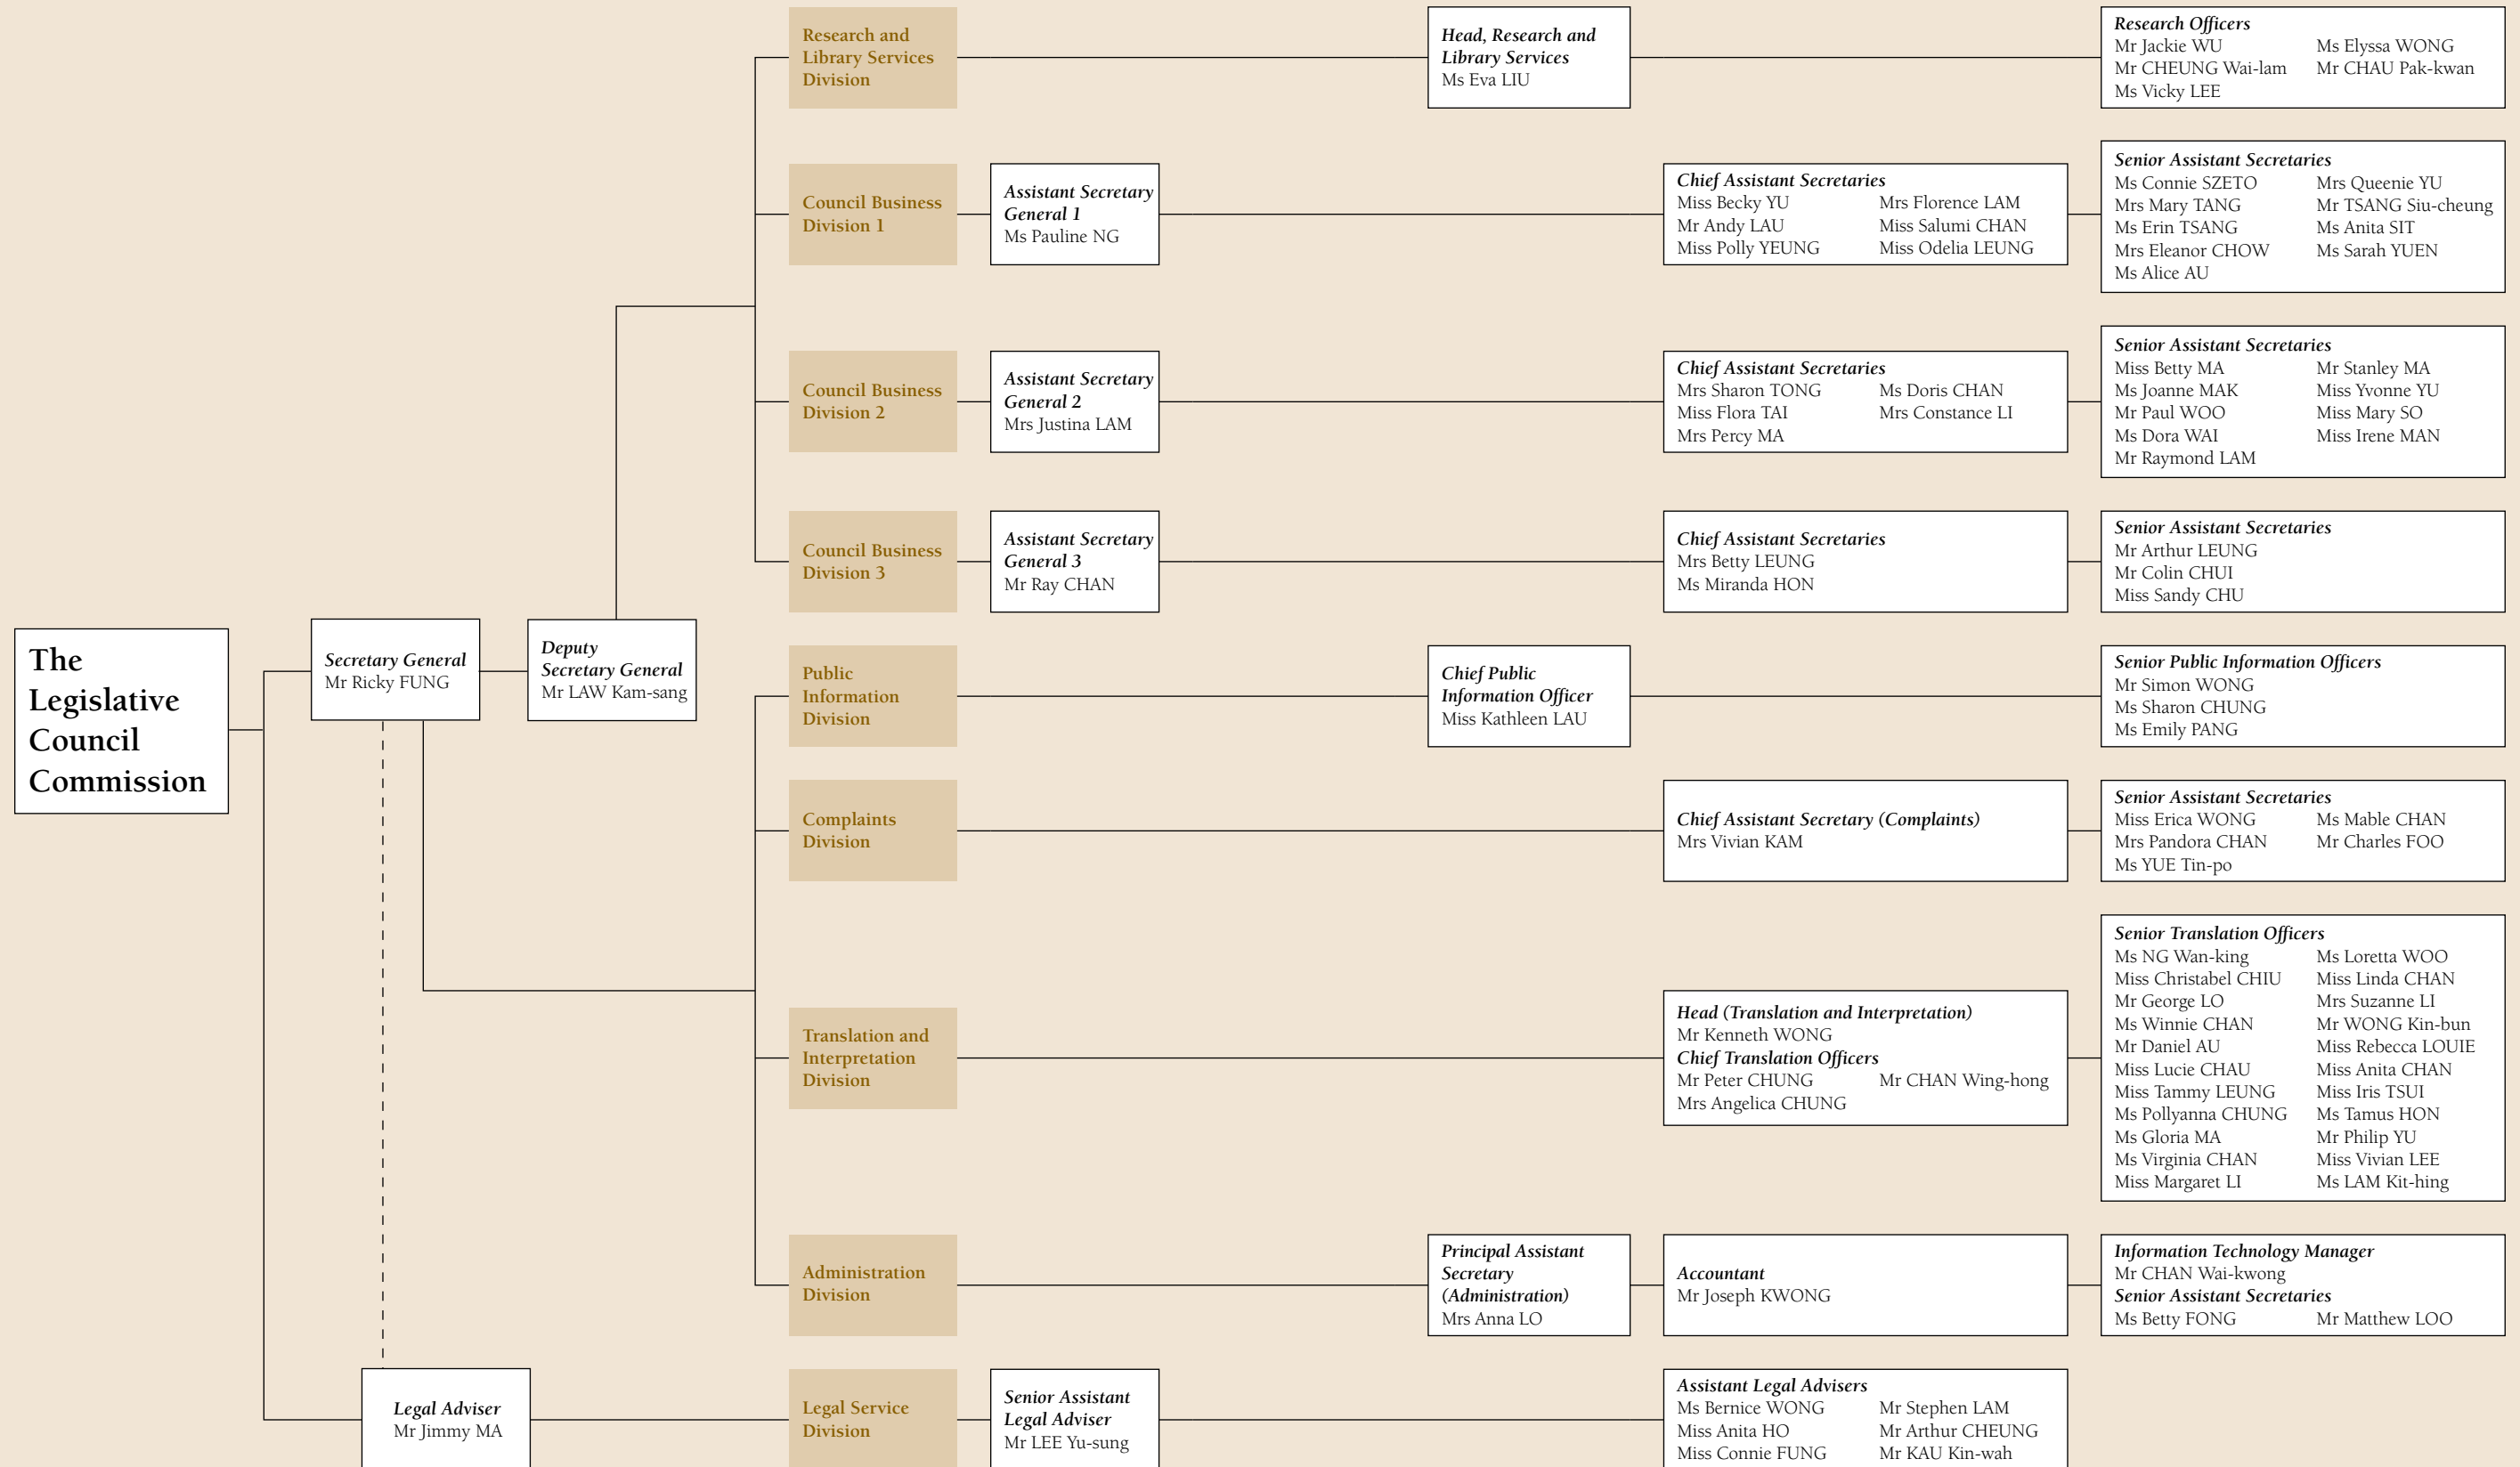 The
Legislative
Council
Commission
Secretary General
Mr Ricky FUNG
Deputy
Secretary General
Mr LAW Kam-sang
Legal Adviser
Mr Jimmy MA
Research and
Library Services
Division
Head, Research and
Library Services
Ms Eva LIU
Research Officers
Mr Jackie WU Ms Elyssa WONG
Mr CHEUNG Wai-lam Mr CHAU Pak-kwan
Ms Vicky LEE
Council Business
Division 1
Assistant Secretary
General 1
Ms Pauline NG
Chief Assistant Secretaries
Miss Becky YU Mrs Florence LAM
Mr Andy LAU Miss Salumi CHAN
Miss Polly YEUNG Miss Odelia LEUNG
Senior Assistant Secretaries
Ms Connie SZETO Mrs Queenie YU
Mrs Mary TANG Mr TSANG Siu-cheung
Ms Erin TSANG Ms Anita SIT
Mrs Eleanor CHOW Ms Sarah YUEN
Ms Alice AU
Council Business
Division 2
Assistant Secretary
General 2
Mrs Justina LAM
Chief Assistant Secretaries
Mrs Sharon TONG Ms Doris CHAN
Miss Flora TAI Mrs Constance LI
Mrs Percy MA
Senior Assistant Secretaries
Miss Betty MA Mr Stanley MA
Ms Joanne MAK Miss Yvonne YU
Mr Paul WOO Miss Mary SO
Ms Dora WAI Miss Irene MAN
Mr Raymond LAM
Council Business
Division 3
Assistant Secretary
General 3
Mr Ray CHAN
Chief Assistant Secretaries
Mrs Betty LEUNG
Ms Miranda HON
Senior Assistant Secretaries
Mr Arthur LEUNG
Mr Colin CHUI
Miss Sandy CHU
Public
Information
Division
Chief Public
Information Officer
Miss Kathleen LAU
Senior Public Information Officers
Mr Simon WONG
Ms Sharon CHUNG
Ms Emily PANG
Complaints
Division
Chief Assistant Secretary (Complaints)
Mrs Vivian KAM
Senior Assistant Secretaries
Miss Erica WONG Ms Mable CHAN
Mrs Pandora CHAN Mr Charles FOO
Ms YUE Tin-po
Translation and
Interpretation
Division
Head (Translation and Interpretation)
Mr Kenneth WONG
Chief Translation Officers
Mr Peter CHUNG Mr CHAN Wing-hong
Mrs Angelica CHUNG
Senior Translation Officers
Ms NG Wan-king Ms Loretta WOO
Miss Christabel CHIU Miss Linda CHAN
Mr George LO Mrs Suzanne LI
Ms Winnie CHAN Mr WONG Kin-bun
Mr Daniel AU Miss Rebecca LOUIE
Miss Lucie CHAU Miss Anita CHAN
Miss Tammy LEUNG Miss Iris TSUI
Ms Pollyanna CHUNG Ms Tamus HON
Ms Gloria MA Mr Philip YU
Ms Virginia CHAN Miss Vivian LEE
Miss Margaret LI Ms LAM Kit-hing
Administration
Division
Principal Assistant
Secretary
(Administration)
Mrs Anna LO
Accountant
Mr Joseph KWONG
Information Technology Manager
Mr CHAN Wai-kwong
Senior Assistant Secretaries
Ms Betty FONG Mr Matthew LOO
Legal Service
Division
Senior Assistant
Legal Adviser
Mr LEE Yu-sung
Assistant Legal Advisers
Ms Bernice WONG Mr Stephen LAM
Miss Anita HO Mr Arthur CHEUNG
Miss Connie FUNG Mr KAU Kin-wah